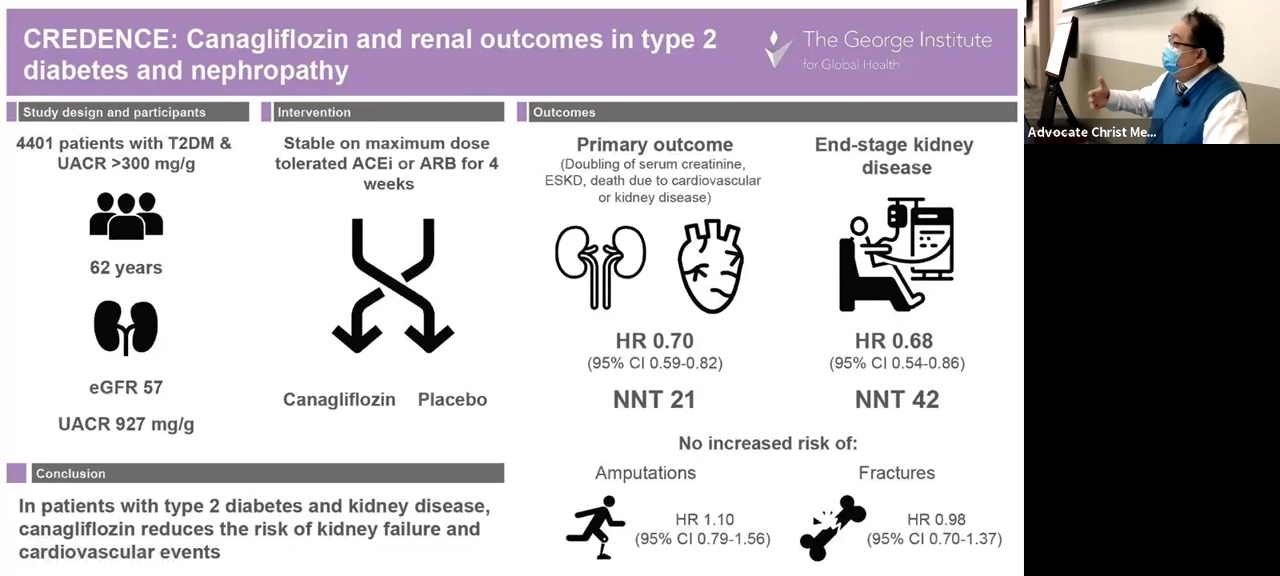 CREDENCE: Canagliflozin and renal outcomes in type 2
diabetes and nephropathy
The George Institute
for Global Health
Study design and participants
4401 patients with T2DM &
UACR >300 mg/g
62 years
eGFR 57
UACR 927 mg/g
Intervention
Stable on maximum dose
tolerated ACEi or ARB for 4
weeks
Canagliflozin
Placebo
Outcomes
Primary outcome
(Doubling of serum creatinine,
ESKD, death due to cardiovascular
or kidney disease)
HR 0.70
(95% CI 0.59-0.82)
NNT 21
End-stage kidney
disease
HR 0.68
(95% CI 0.54-0.86)
NNT 42
No increased risk of:
Amputations
HR 1.10
(95% CI 0.79-1.56)
Fractures
HR 0.98
(95% CI 0.70-1.37)
Conclusion
In patients with type 2 diabetes and kidney disease,
canagliflozin reduces the risk of kidney failure and
cardiovascular events
Advocate Christ Me...